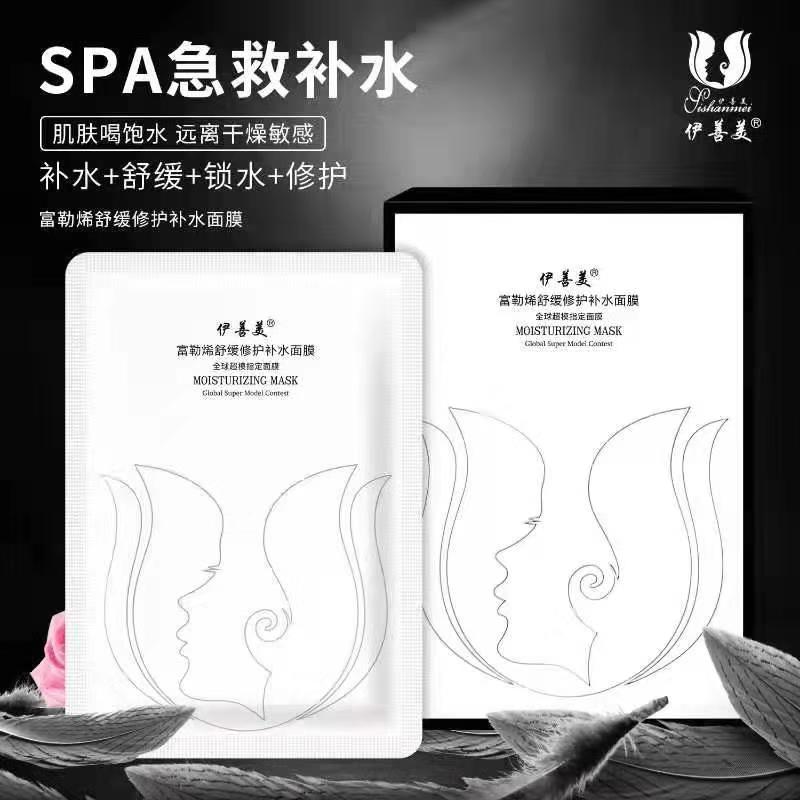 SPA急救补水
肌肤喝饱水 远离干燥敏感
补水+舒缓+锁水+修护
富勒烯舒缓修护补水面膜
伊善美
Yishanmei
伊善美®
伊善美®
富勒烯舒缓修护补水面膜
全球超模指定面膜
MOISTURIZING MASK
Global Super Model Contest
伊善美®
富勒烯舒缓修护补水面膜
全球超模指定面膜
MOISTURIZING MASK
Global Super Model Contest